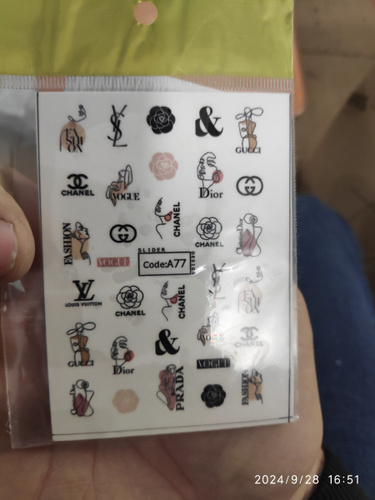 YSL
&
GUCCI
CHANEL
VOGUE
Dior
FASHION
CHANEL
CHANEL
SLIDER
VOGUE
Code:A77
DESIGN
LOUIS VUITTON
CHANEL
CHANEL
GUCCI
Dior
&
CHANEL
VOGUE
PRADA
FASHION
2024/9/28 16:51